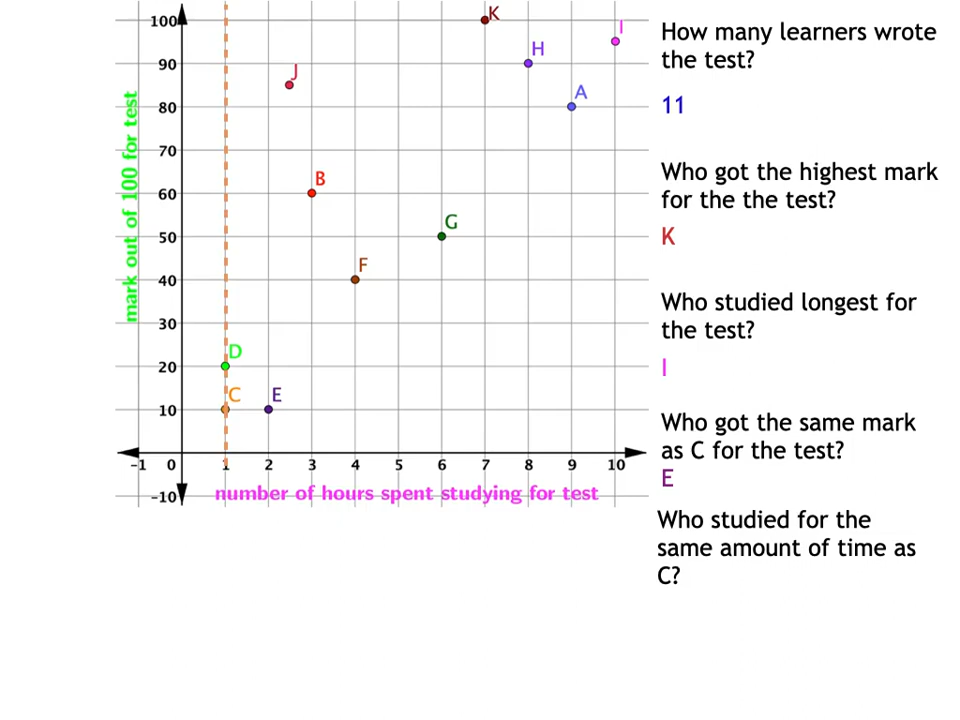 100
K
I
How many learners wrote
the test?
H
90
J
A
80
11
mark out of 100 for test
70
B
Who got the highest mark
60
for the the test?
G
50
K
F
40
Who studied longest for
30
the test?
D
20
I
C
E
10
Who got the same mark
as C for the test?
-1 0 1 2 3 4 5 6 7 8 9 10
E
-10
number of hours spent studying for test
Who studied for the
same amount of time as
C?